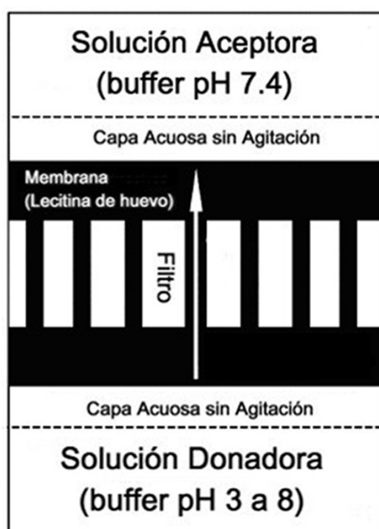 Solución Aceptora
(buffer pH 7.4)
Capa Acuosa sin Agitación
Membrana
(Lecitina de huevo)
Filtro
Capa Acuosa sin Agitación
Solución Donadora
(buffer pH 3 a 8)